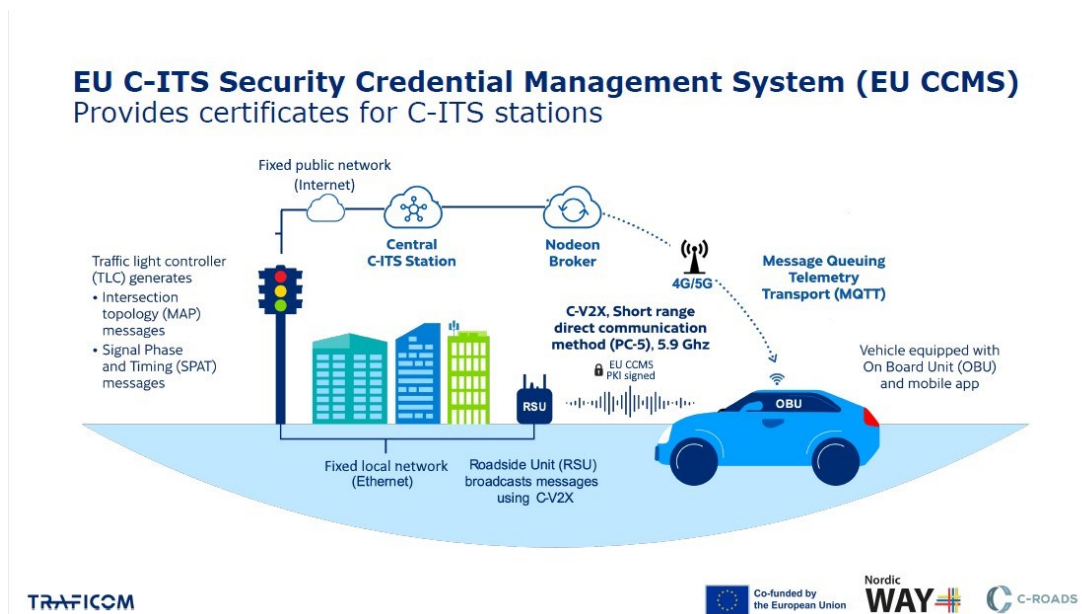 EU C-ITS Security Credential Management System (EU CCMS)
Provides certificates for C-ITS stations
Fixed public network
(Internet)
Central
C-ITS Station
Nodeon
Broker
4G/5G
Message Queuing
Telemetry
Transport (MQTT)
Traffic light controller
(TLC) generates
• Intersection
topology (MAP)
messages
• Signal Phase
and Timing (SPAT)
messages
C-V2X, Short range
direct communication
method (PC-5), 5.9 Ghz
EU CCMS
PKI signed
Vehicle equipped with
On Board Unit (OBU)
and mobile app
RSU
OBU
Fixed local network
(Ethernet)
Roadside Unit (RSU)
broadcasts messages
using C-V2X
TRAFICOM
Co-funded by
the European Union
Nordic
WAY
C-ROADS